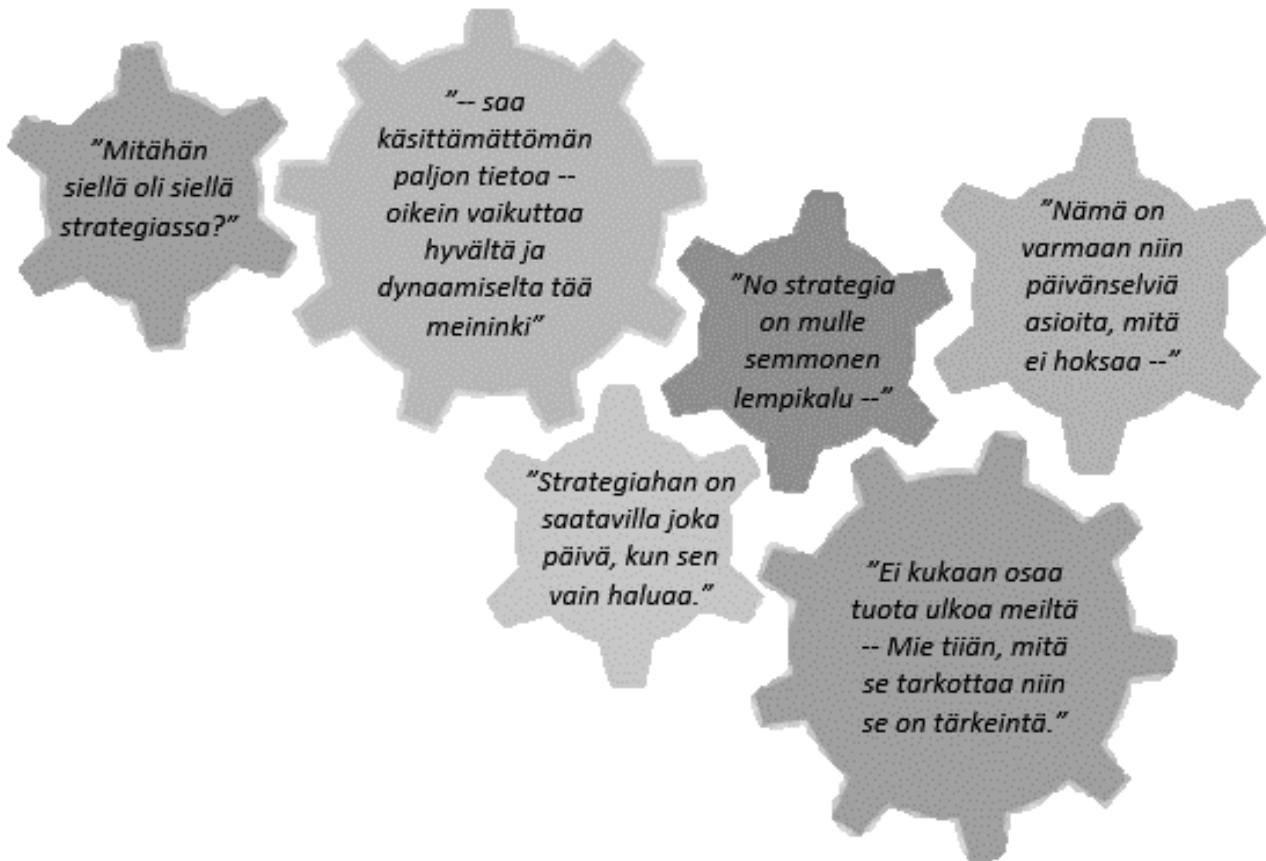 ”Mitähän
siellä oli siellä
strategiassa?”
”-- saa
käsittämättömän
paljon tietoa --
oikein vaikuttaa
hyvältä ja
dynaamiselta tää
meininki”
”No strategia
on mulle
semmonen
lempikalu --”
”Nämä on
varmaan niin
päivänselviä
asioita, mitä
ei hoksaa --”
”Strategiahan on
saatavilla joka
päivä, kun sen
vain haluaa.”
”Ei kukaan osaa
tuota ulkoa meiltä
-- Mie tiiän, mitä
se tarkottaa niin
se on tärkeintä.”